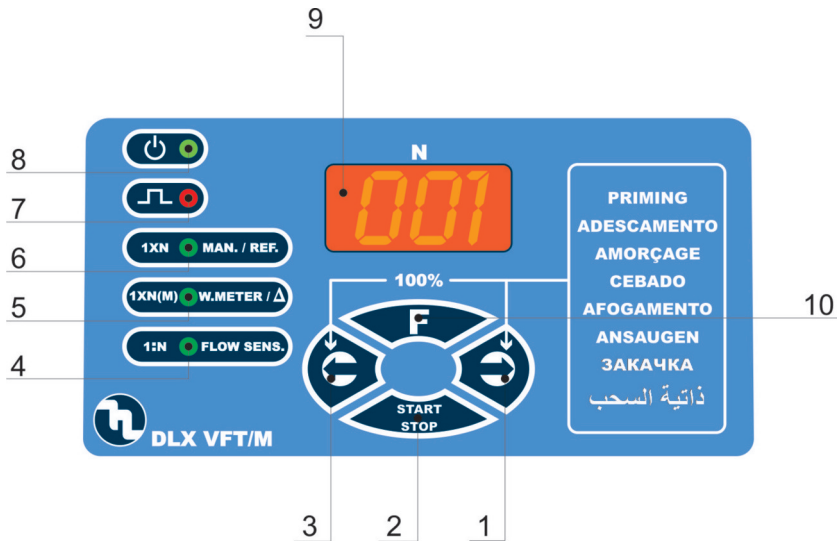 9
N
001
8
7
1XN MAN. / REF.
6
1XN(M) W.METER / Δ
5
1:N FLOW SENS.
4
100%
F
START
STOP
10
PRIMING
ADESCAMENTO
AMORÇAGE
CEBADO
AFOGAMENTO
ANSAUGEN
ЗАКАЧКА
ذاتية السحب
DLX VFT/M
3
2
1